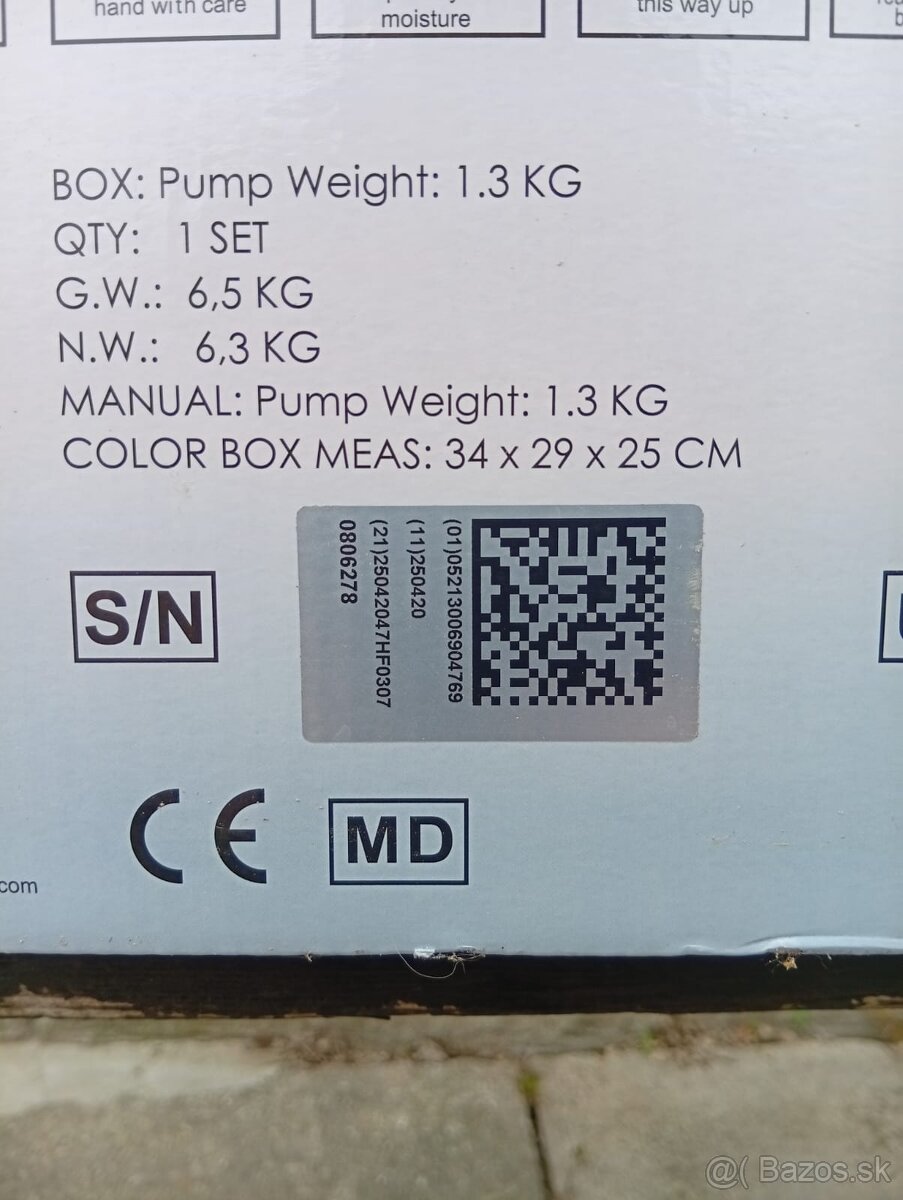 hand with care
moisture
this way up
BOX: Pump Weight: 1.3 KG
QTY: 1 SET
G.W.: 6,5 KG
N.W.: 6,3 KG
MANUAL: Pump Weight: 1.3 KG
COLOR BOX MEAS: 34 x 29 x 25 CM
S/N
(01)05213006904769
(11)250420
(21)25042047HF0307
0806278
CE
MD
.com
@( Bazos.sk